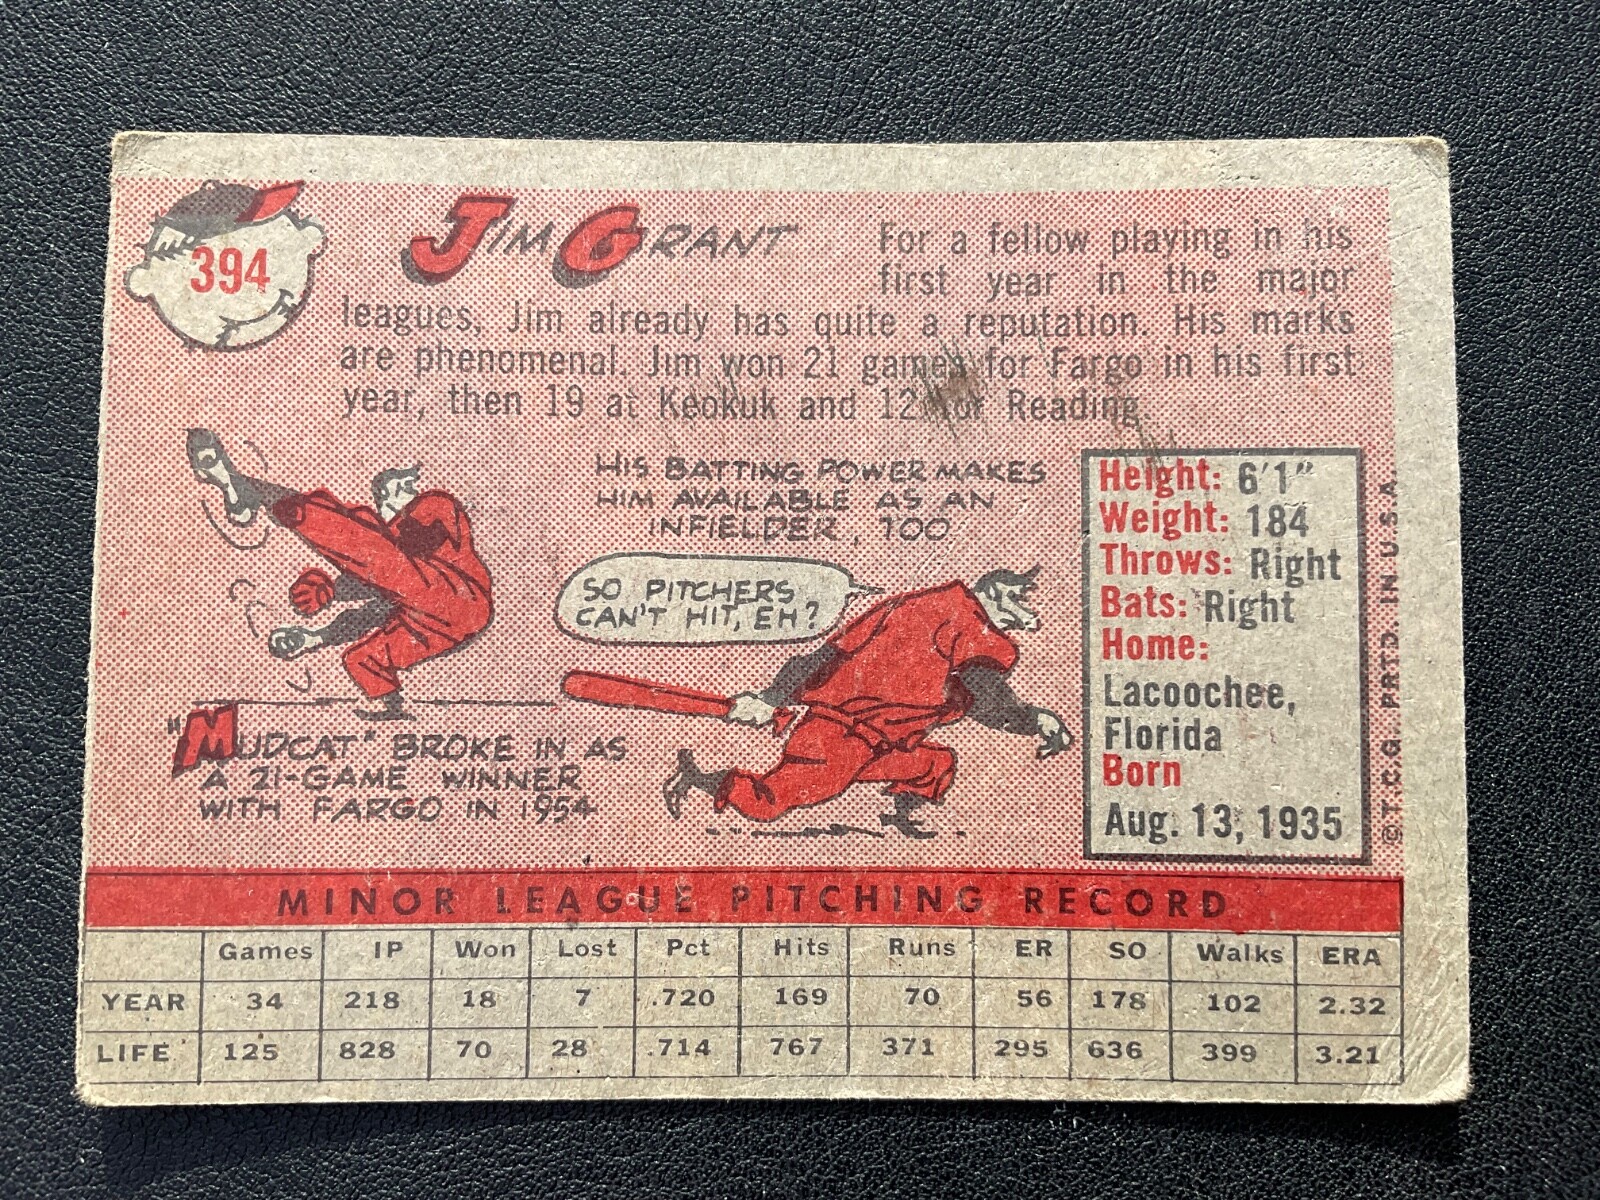 394
JIM GRANT
For a fellow playing in his
first year in the major
leagues, Jim already has quite a reputation. His marks
are phenomenal. Jim won 21 games for Fargo in his first
year, then 19 at Keokuk and 12 for Reading.
HIS BATTING POWER MAKES
HIM AVAILABLE AS AN
INFIELDER, TOO
SO PITCHERS
CAN'T HIT, EH?
"MUDCAT" BROKE IN AS
A 21-GAME WINNER
WITH FARGO IN 1954
Height: 6'1"
Weight: 184
Throws: Right
Bats: Right
Home:
Lacoochee,
Florida
Born
Aug. 13, 1935
©T.C.G. PRTD. IN U.S.A.
MINOR LEAGUE PITCHING RECORD
Games IP Won Lost Pct Hits Runs ER SO Walks ERA
YEAR 34 218 18 7 .720 169 70 56 178 102 2.32
LIFE 125 828 70 28 .714 767 371 295 636 399 3.21